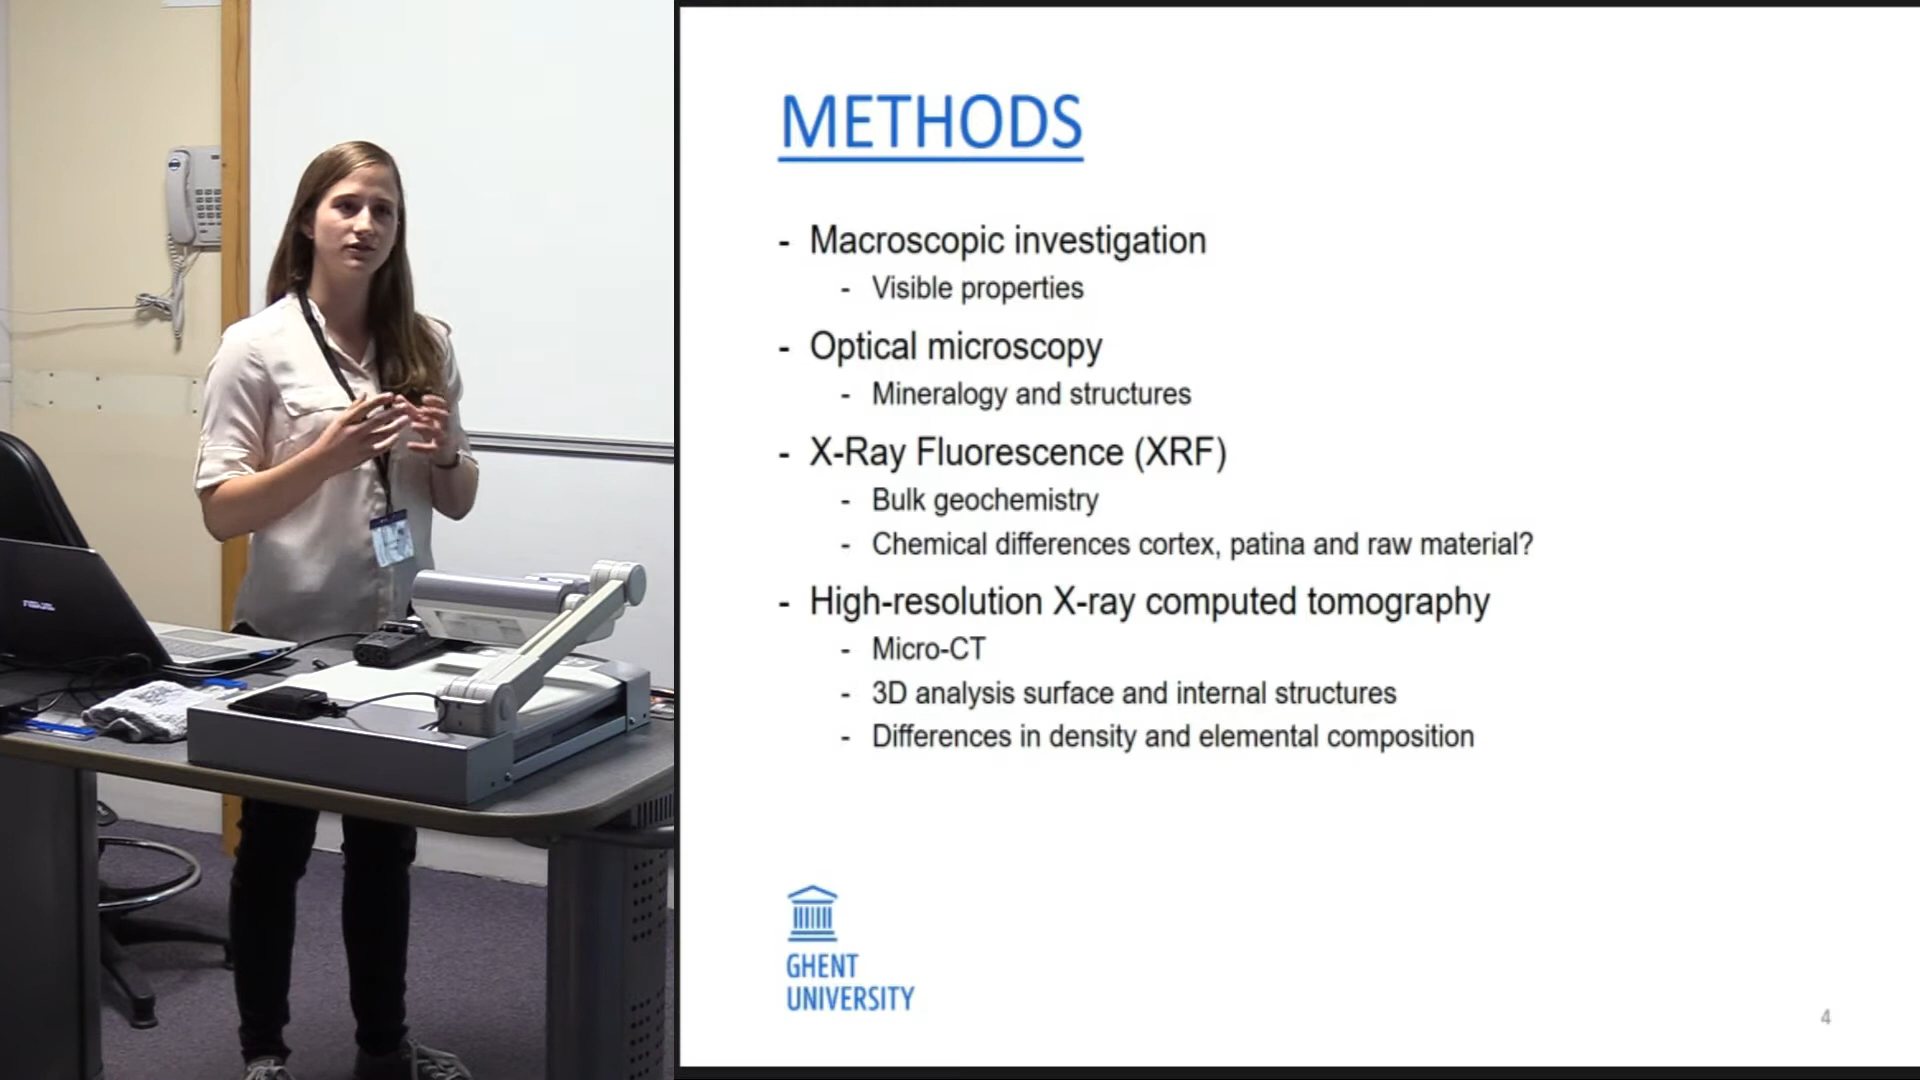 METHODS
- Macroscopic investigation
- Visible properties
- Optical microscopy
- Mineralogy and structures
- X-Ray Fluorescence (XRF)
- Bulk geochemistry
- Chemical differences cortex, patina and raw material?
- High-resolution X-ray computed tomography
- Micro-CT
- 3D analysis surface and internal structures
- Differences in density and elemental composition
GHENT
UNIVERSITY
4
ASUS